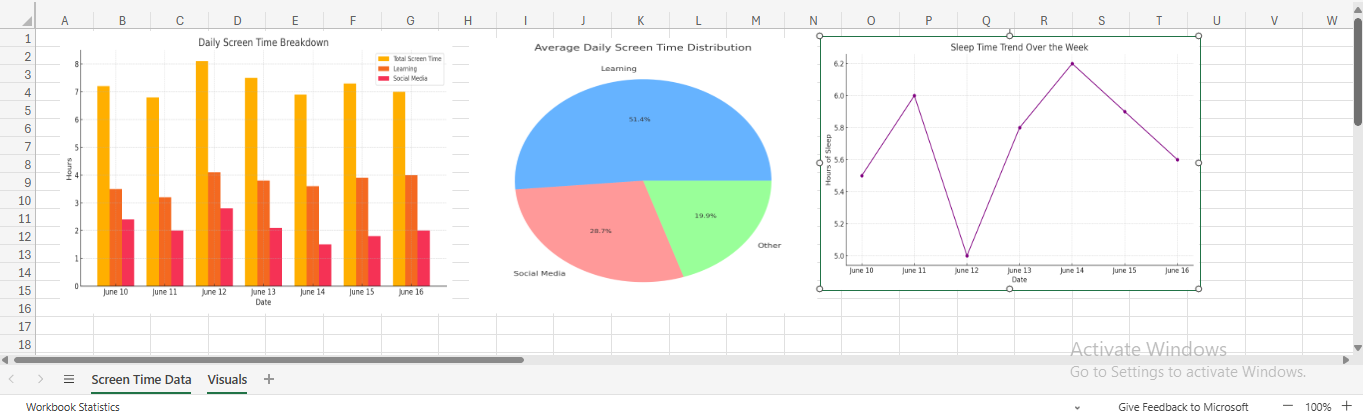 A B C D E F G H I J K L M N O P Q R S T U V W
1
2
3
4
5
6
7
8
9
10
11
12
13
14
15
16
17
18
Daily Screen Time Breakdown
Total Screen Time
Learning
Social Media
Hours
8
7
6
5
4
3
2
1
0
June 10 June 11 June 12 June 13 June 14 June 15 June 16
Date
Average Daily Screen Time Distribution
Learning
51.4%
28.7%
19.9%
Other
Social Media
Sleep Time Trend Over the Week
Hours of Sleep
6.2
6.0
5.8
5.6
5.4
5.2
5.0
June 10 June 11 June 12 June 13 June 14 June 15 June 16
Date
Activate Windows
Go to Settings to activate Windows.
Screen Time Data Visuals
Workbook Statistics Give Feedback to Microsoft 100%